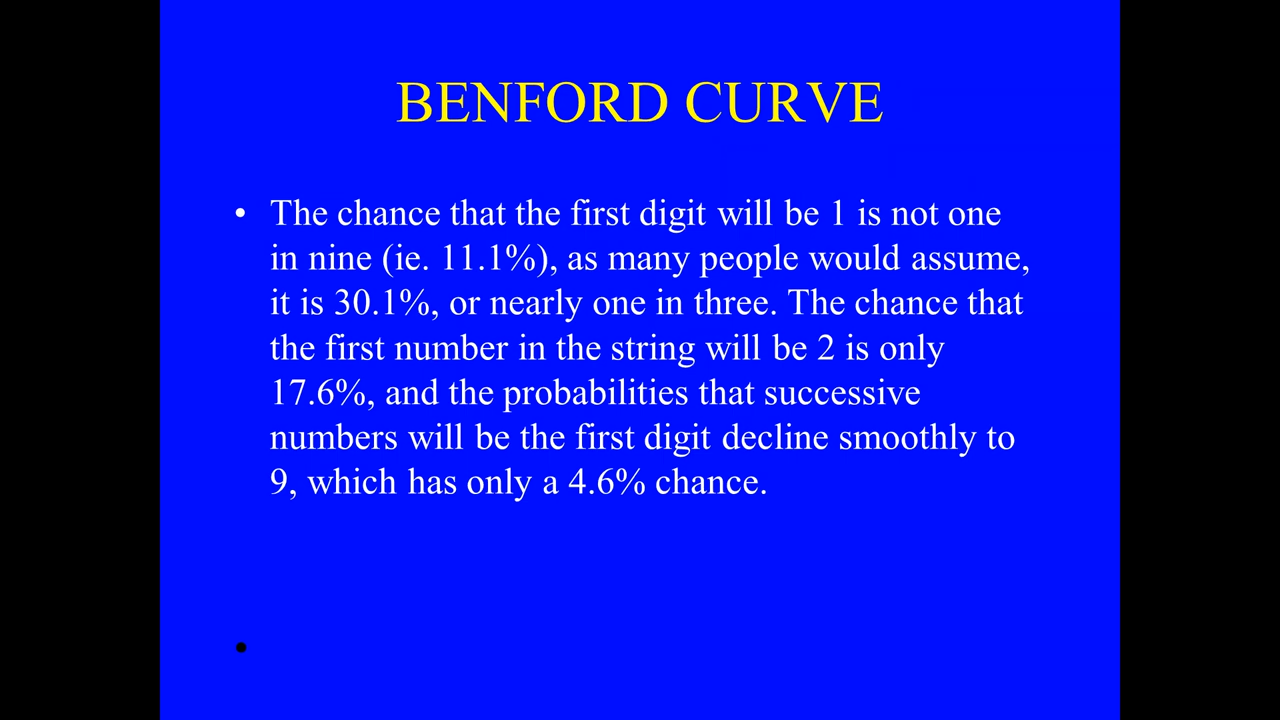 BENFORD CURVE
• The chance that the first digit will be 1 is not one
in nine (ie. 11.1%), as many people would assume,
it is 30.1%, or nearly one in three. The chance that
the first number in the string will be 2 is only
17.6%, and the probabilities that successive
numbers will be the first digit decline smoothly to
9, which has only a 4.6% chance.
•